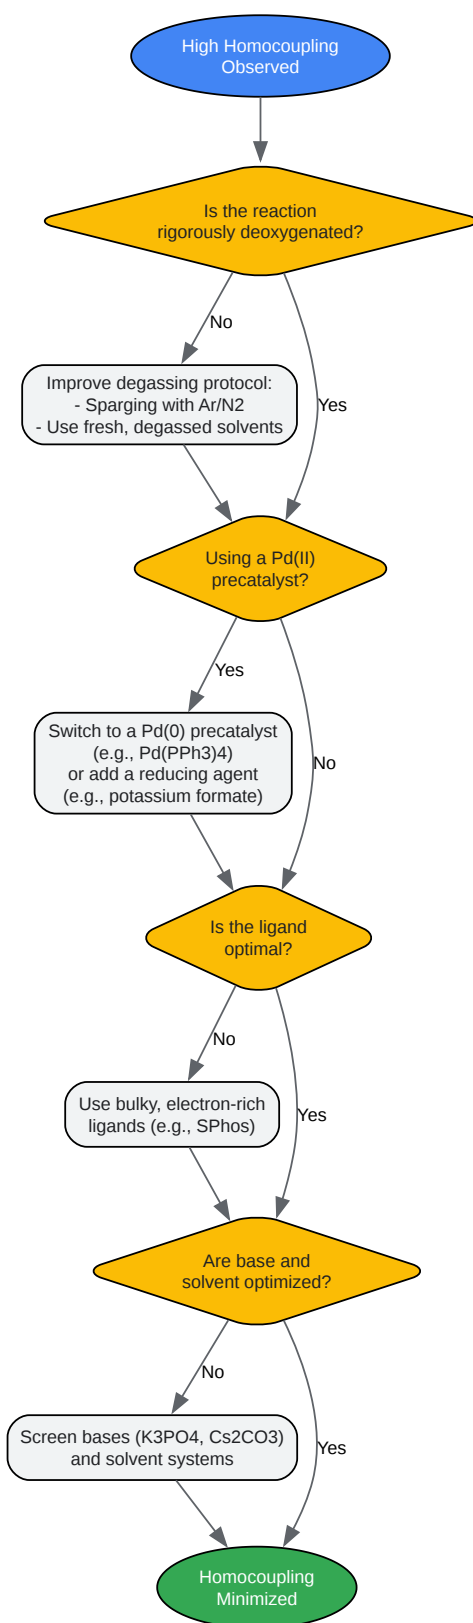 High Homocoupling
Observed
Is the reaction
rigorously deoxygenated?
No
Improve degassing protocol:
- Sparging with Ar/N2
- Use fresh, degassed solvents
Yes
Using a Pd(II)
precatalyst?
Yes
Switch to a Pd(0) precatalyst
(e.g., Pd(PPh3)4)
or add a reducing agent
(e.g., potassium formate)
No
Is the ligand
optimal?
No
Use bulky, electron-rich
ligands (e.g., SPhos)
Yes
Are base and
solvent optimized?
No
Screen bases (K3PO4, Cs2CO3)
and solvent systems
Yes
Homocoupling
Minimized